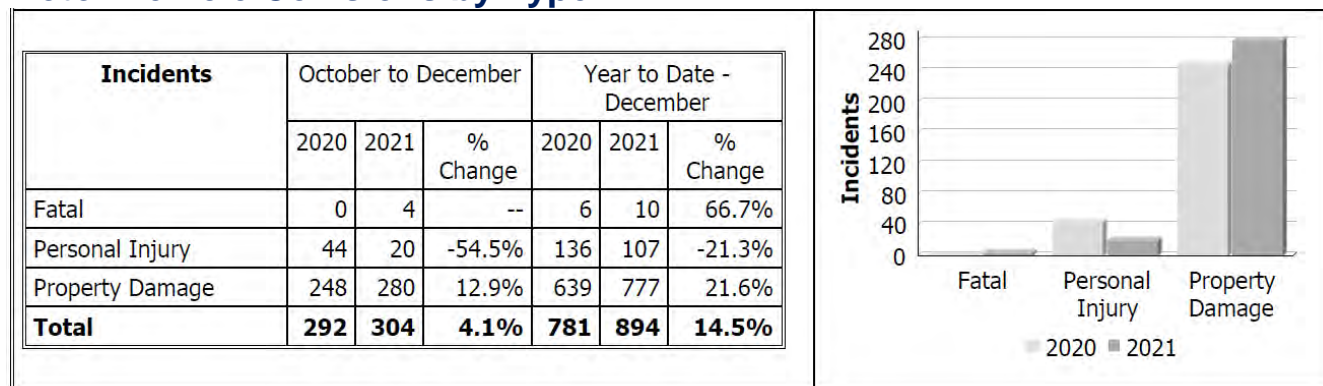 Incidents October to December Year to Date -
December
2020 2021 % Change 2020 2021 % Change
Fatal 0 4 -- 6 10 66.7%
Personal Injury 44 20 -54.5% 136 107 -21.3%
Property Damage 248 280 12.9% 639 777 21.6%
Total 292 304 4.1% 781 894 14.5%
280
240
200
160
120
80
40
0
Incidents
Fatal Personal Injury Property Damage
2020 2021